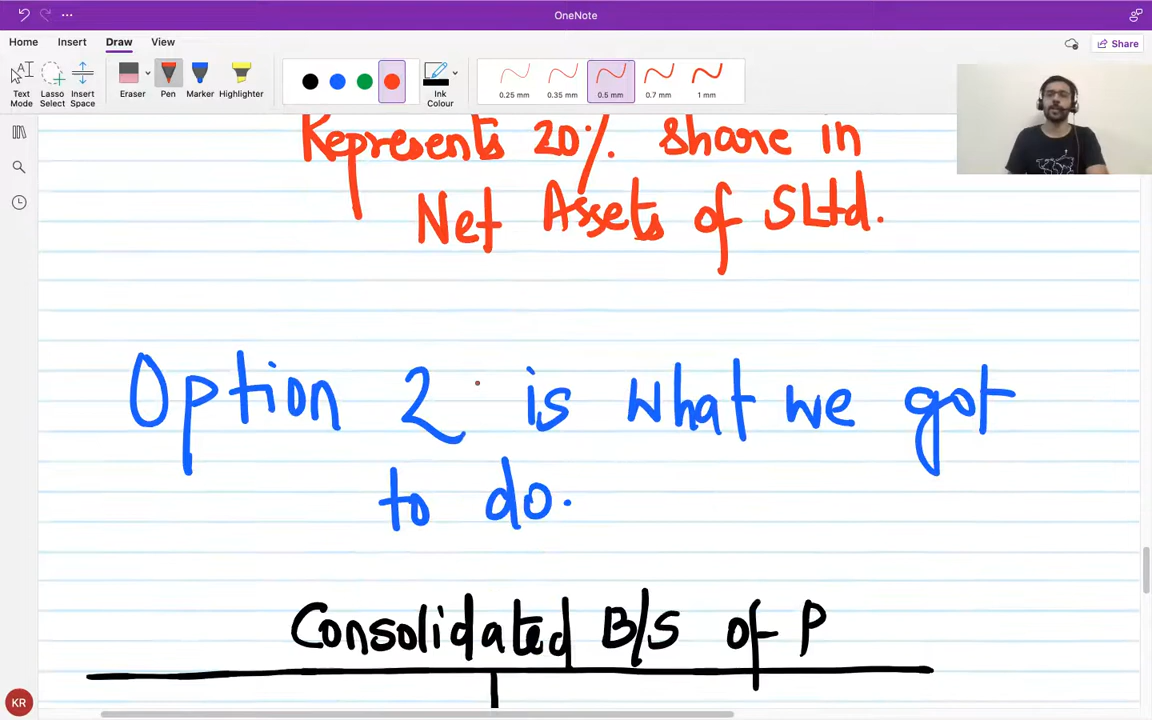 OneNote
Home Insert Draw View
Share
Text Mode
Lasso Select
Insert Space
Eraser
Pen
Marker
Highlighter
Ink Colour
0.25 mm 0.35 mm 0.5 mm 0.7 mm 1 mm
Represents 20% share in
Net Assets of SLtd.
Option 2 is what we got
to do.
Consolidated B/S of P
KR